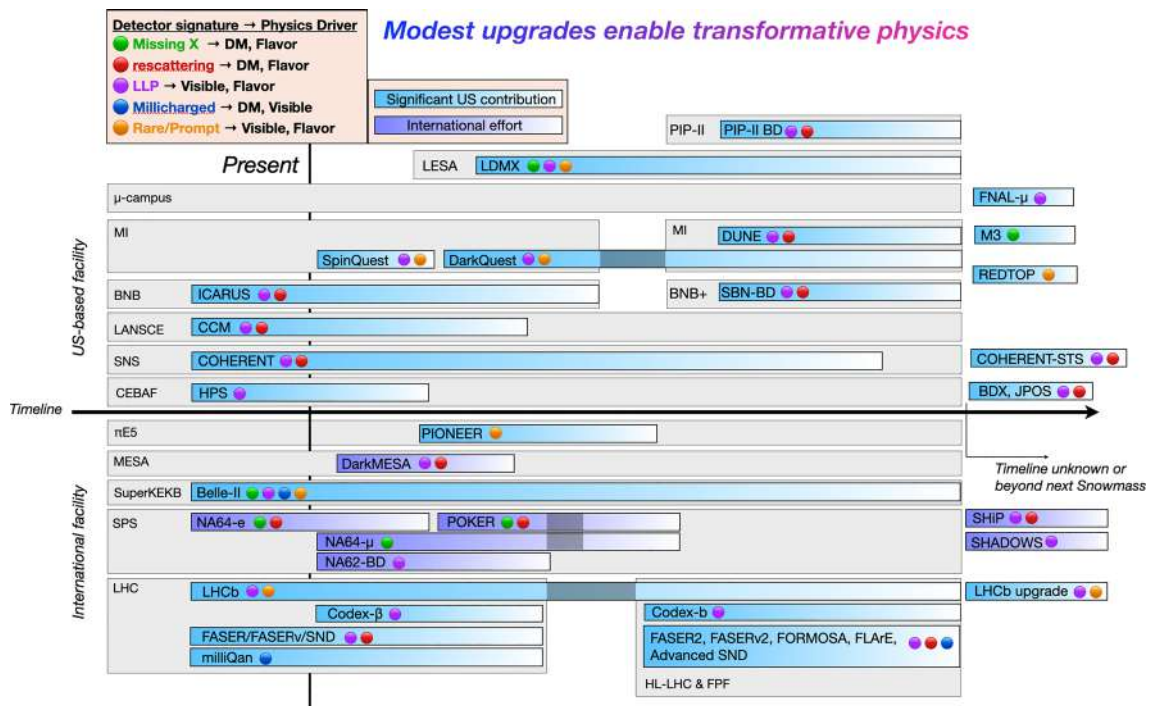 Modest upgrades enable transformative physics
Detector signature → Physics Driver
Missing X → DM, Flavor
rescattering → DM, Flavor
LLP → Visible, Flavor
Millicharged → DM, Visible
Rare/Prompt → Visible, Flavor
Significant US contribution
International effort
Present
US-based facility
PIP-II
PIP-II BD
LESA
LDMX
μ-campus
FNAL-μ
MI
MI
DUNE
M3
SpinQuest
DarkQuest
REDTOP
BNB
ICARUS
BNB+
SBN-BD
LANSCE
CCM
SNS
COHERENT
COHERENT-STS
CEBAF
HPS
BDX, JPOS
Timeline
International facility
πE5
PIONEER
MESA
DarkMESA
Timeline unknown or
beyond next Snowmass
SuperKEKB
Belle-II
SPS
NA64-e
POKER
SHiP
NA64-μ
SHADOWS
NA62-BD
LHC
LHCb
LHCb upgrade
Codex-β
Codex-b
FASER/FASERν/SND
FASER2, FASERν2, FORMOSA, FLArE,
Advanced SND
milliQan
HL-LHC & FPF